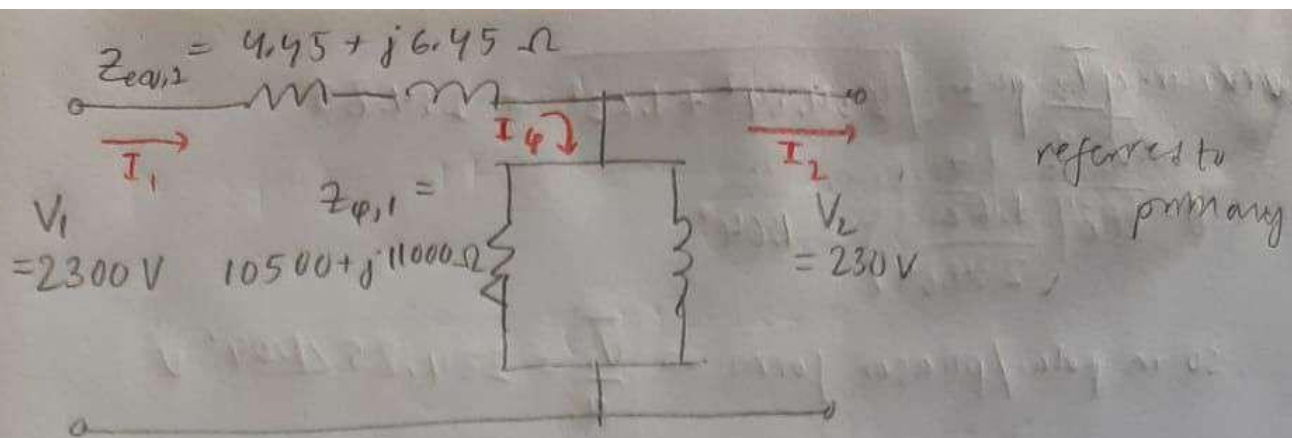 Zeq,1 = 4.45 + j6.45 Ω
I₁
Iφ
I₂
referred to
primary
V₁
= 2300 V
Zφ,1 =
10500 + j11000 Ω
V₂
= 230 V